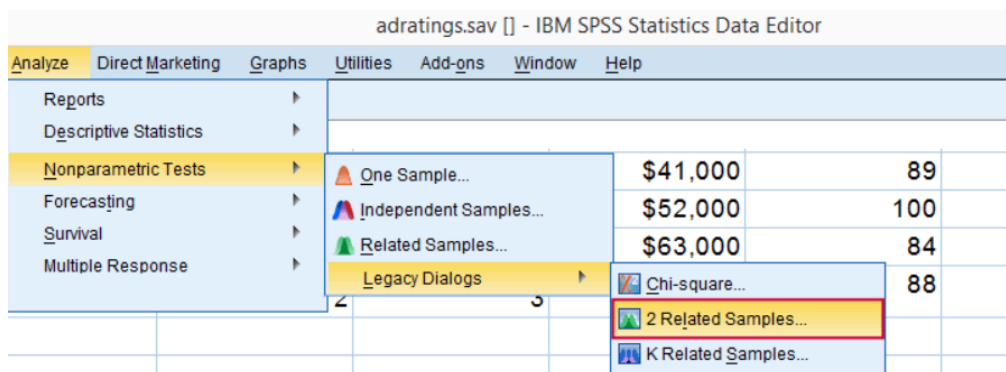 adratings.sav [] - IBM SPSS Statistics Data Editor
Analyze Direct Marketing Graphs Utilities Add-ons Window Help
Reports
Descriptive Statistics
Nonparametric Tests
Forecasting
Survival
Multiple Response
One Sample...
Independent Samples...
Related Samples...
Legacy Dialogs
Chi-square...
2 Related Samples...
K Related Samples...
$41,000 89
$52,000 100
$63,000 84
88
2 3